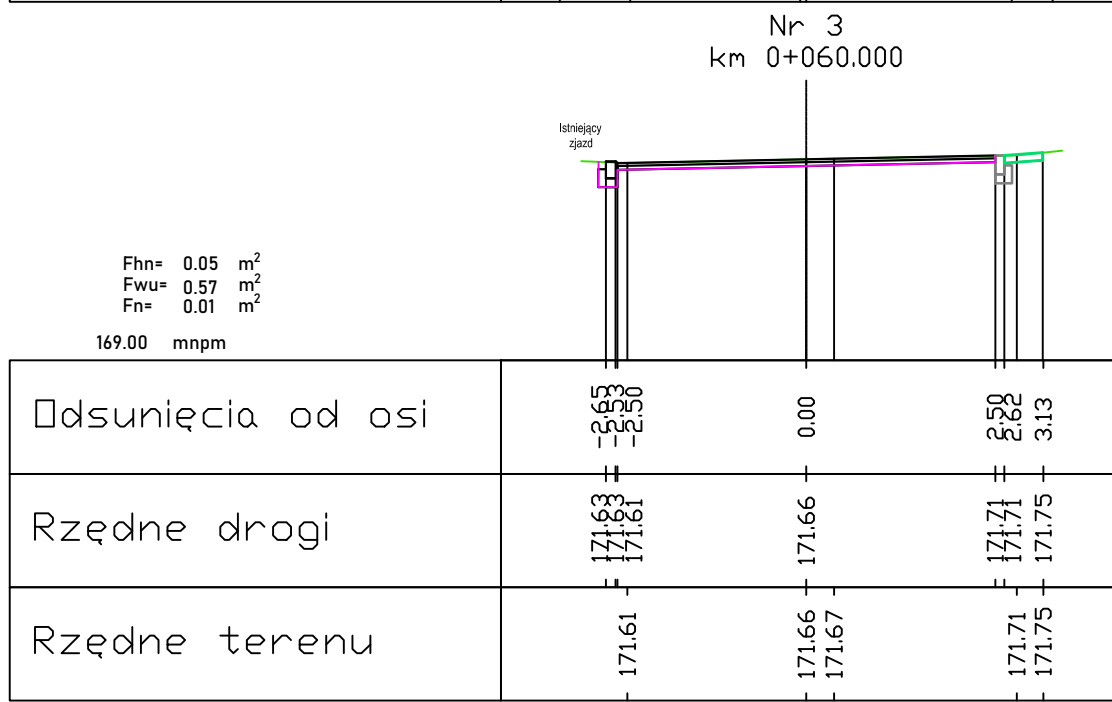 Nr 3
km 0+060.000
Istniejący
zjazd
Fhn= 0.05 m²
Fwu= 0.57 m²
Fn= 0.01 m²
169.00 mnpm
Odsunięcia od osi
-2.65
-2.53
-2.50
0.00
2.50
2.62
3.13
Rzędne drogi
171.63
171.63
171.61
171.66
171.71
171.71
171.75
Rzędne terenu
171.61
171.66
171.67
171.71
171.75